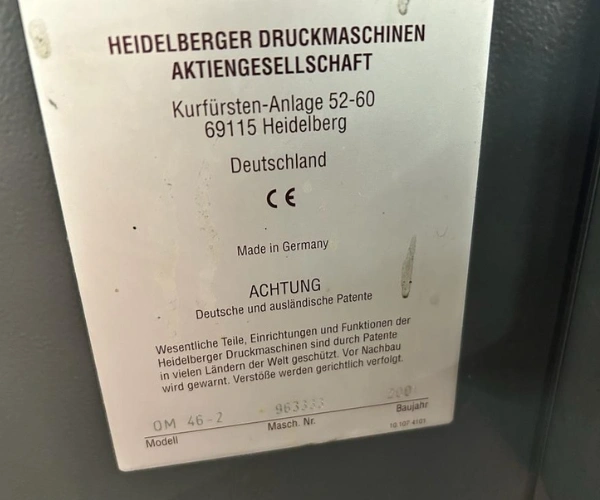 HEIDELBERGER DRUCKMASCHINEN
AKTIENGESELLSCHAFT
Kurfürsten-Anlage 52-60
69115 Heidelberg
Deutschland
CE
Made in Germany
ACHTUNG
Deutsche und ausländische Patente
Wesentliche Teile, Einrichtungen und Funktionen der
Heidelberger Druckmaschinen sind durch Patente
in vielen Ländern der Welt geschützt. Vor Nachbau
wird gewarnt. Verstöße werden gerichtlich verfolgt.
OM 46-2
Modell Masch. Nr. Baujahr